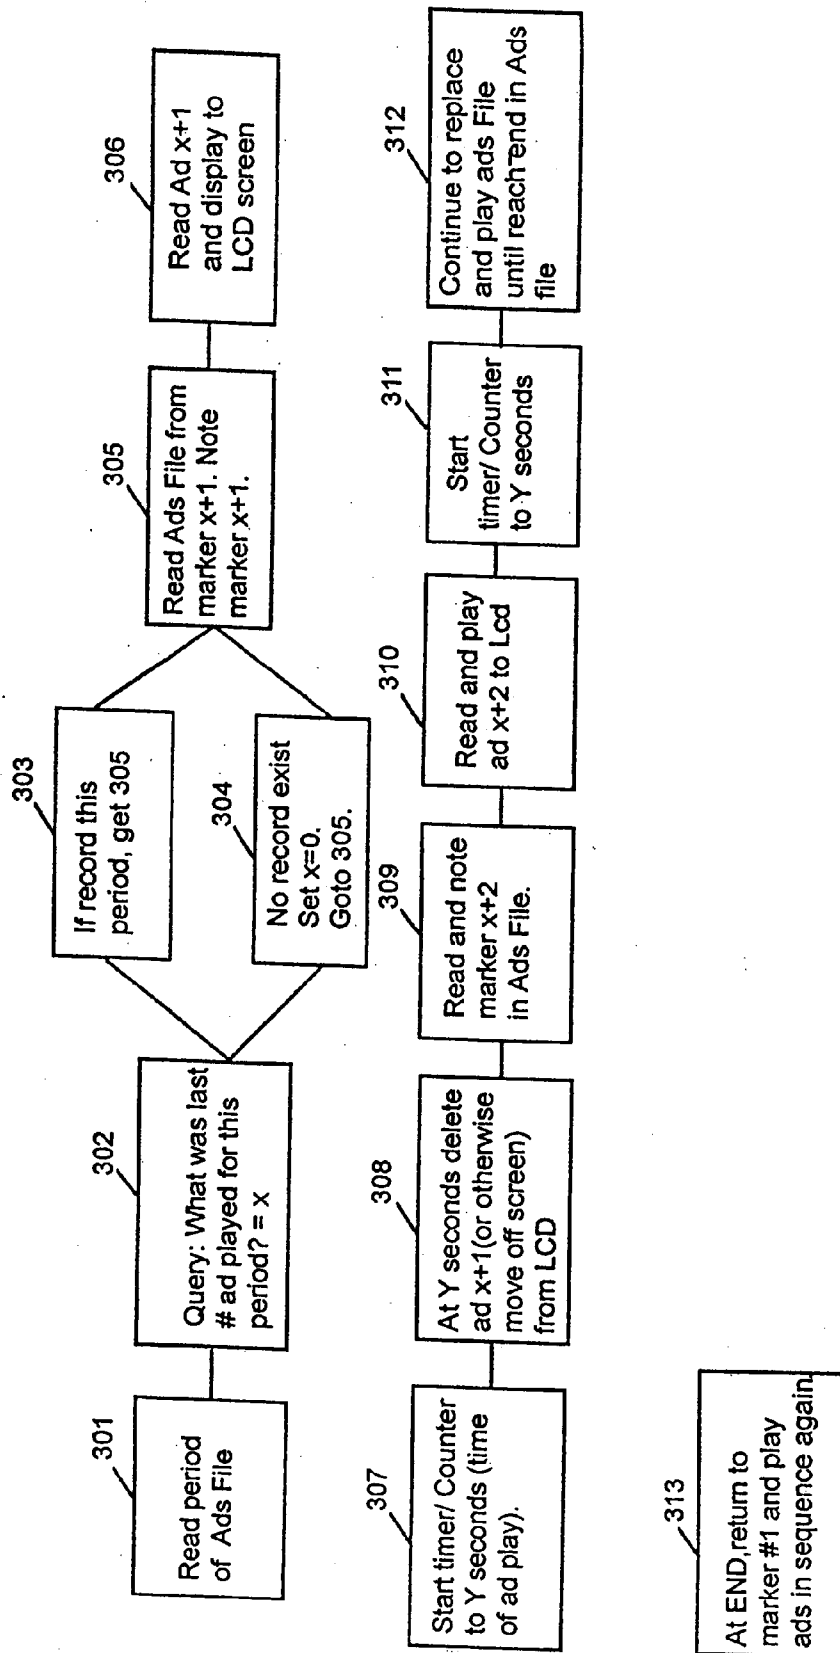 301
Read period
of Ads File
302
Query: What was last
# ad played for this
period? = x
303
If record this
period, get 305
304
No record exist
Set x=0.
Goto 305.
305
Read Ads File from
marker x+1. Note
marker x+1.
306
Read Ad x+1
and display to
LCD screen
307
Start timer/ Counter
to Y seconds (time
of ad play).
308
At Y seconds delete
ad x+1(or otherwise
move off screen)
from LCD
309
Read and note
marker x+2
in Ads File.
310
Read and play
ad x+2 to Lcd
311
Start
timer/ Counter
to Y seconds
312
Continue to replace
and play ads File
until reach end in Ads
file
313
At END,return to
marker #1 and play
ads in sequence again.